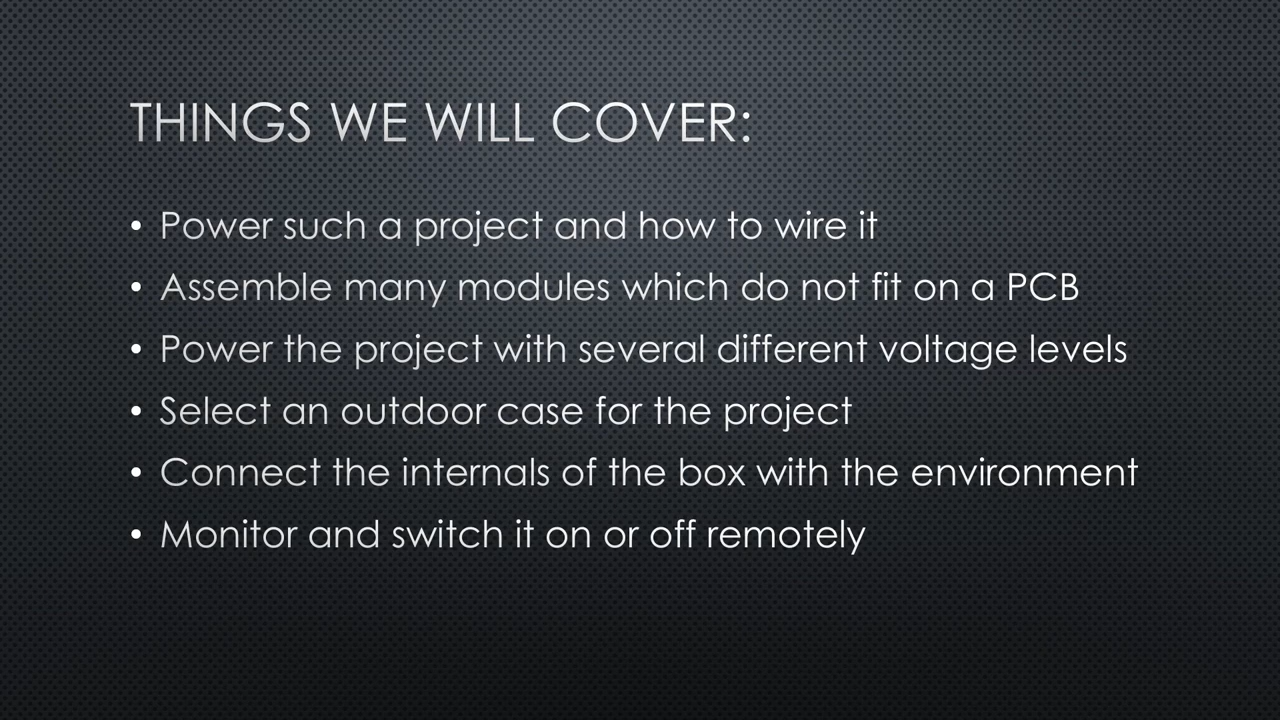 THINGS WE WILL COVER:
• Power such a project and how to wire it
• Assemble many modules which do not fit on a PCB
• Power the project with several different voltage levels
• Select an outdoor case for the project
• Connect the internals of the box with the environment
• Monitor and switch it on or off remotely